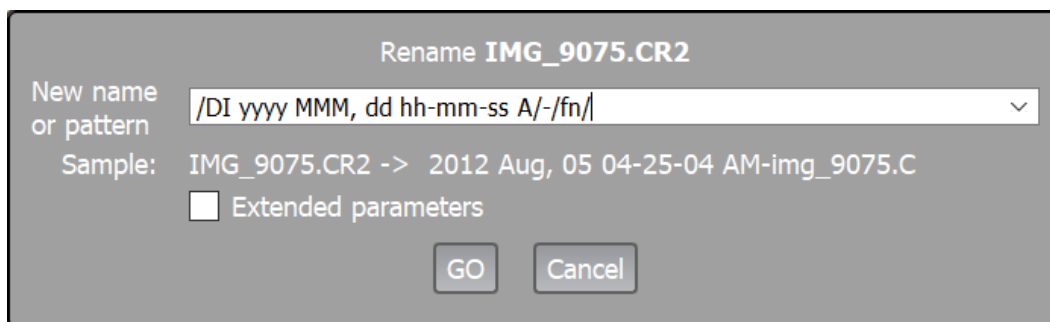 Rename IMG_9075.CR2
New name
or pattern
/DI yyyy MMM, dd hh-mm-ss A/-/fn/
Sample: IMG_9075.CR2 -> 2012 Aug, 05 04-25-04 AM-img_9075.C
Extended parameters
GO Cancel